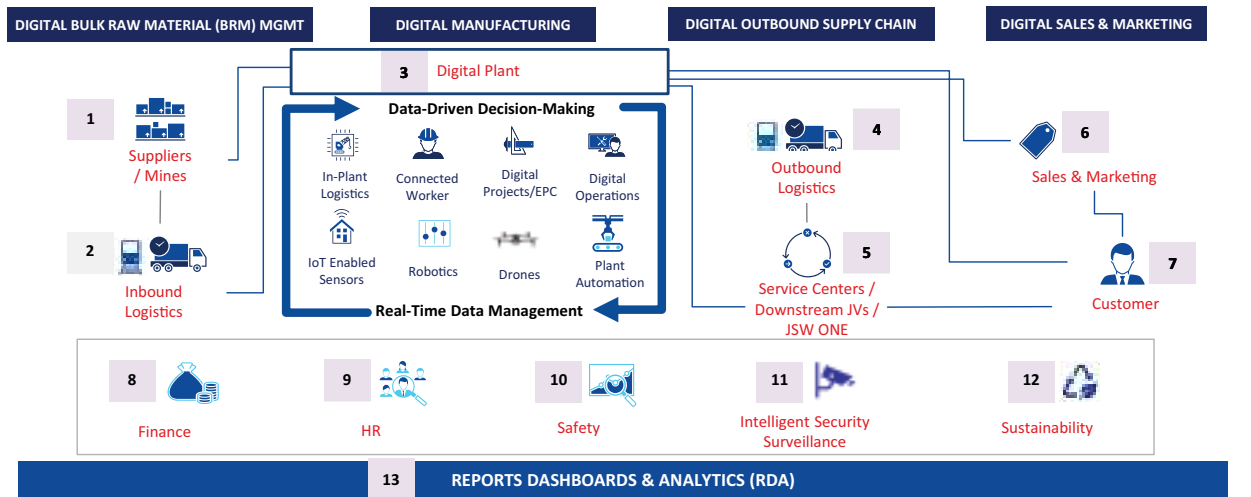 DIGITAL BULK RAW MATERIAL (BRM) MGMT
DIGITAL MANUFACTURING
DIGITAL OUTBOUND SUPPLY CHAIN
DIGITAL SALES & MARKETING
3
Digital Plant
1
Suppliers
/ Mines
2
Inbound
Logistics
Data-Driven Decision-Making
In-Plant
Logistics
Connected
Worker
Digital
Projects/EPC
Digital
Operations
IoT Enabled
Sensors
Robotics
Drones
Plant
Automation
Real-Time Data Management
4
Outbound
Logistics
5
Service Centers /
Downstream JVs /
JSW ONE
6
Sales & Marketing
7
Customer
8
Finance
9
HR
10
Safety
11
Intelligent Security
Surveillance
12
Sustainability
13
REPORTS DASHBOARDS & ANALYTICS (RDA)